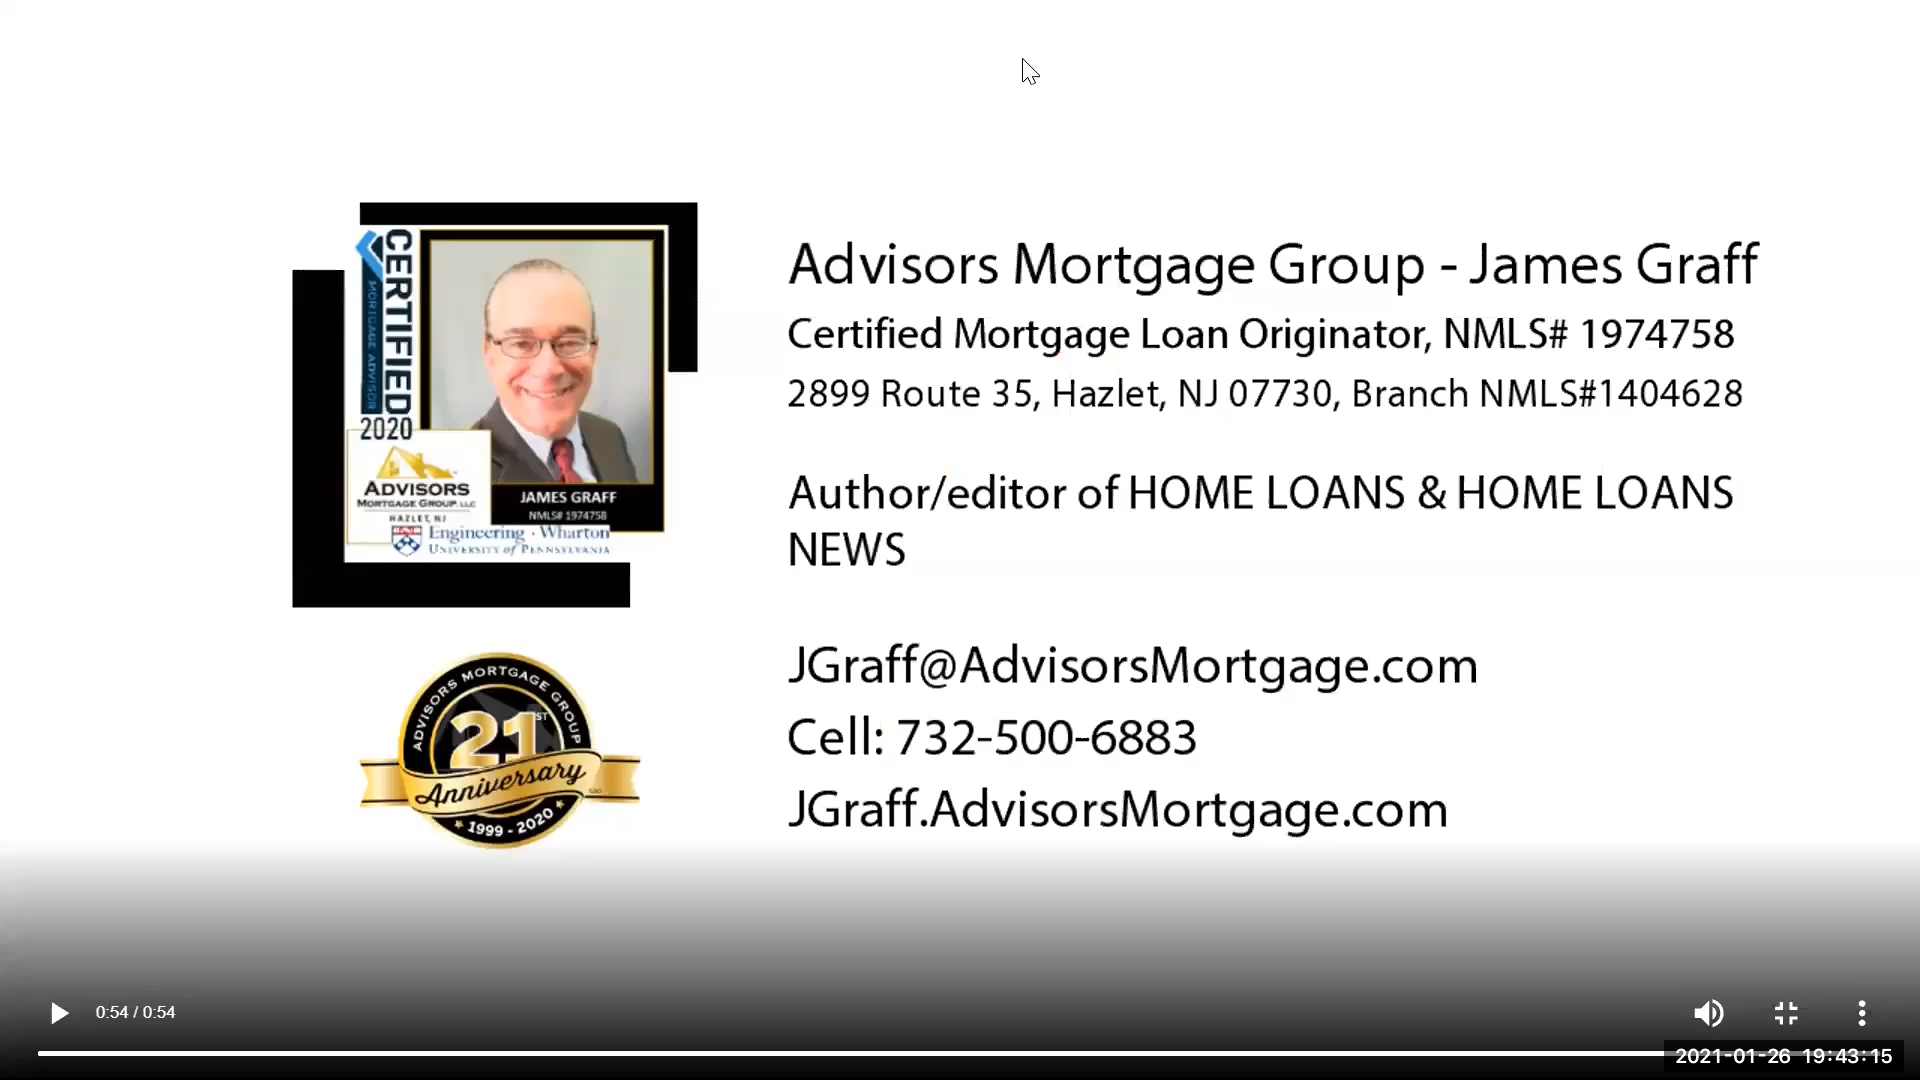 CERTIFIED
MORTGAGE ADVISOR
2020
ADVISORS
MORTGAGE GROUP, LLC
HAZLET, NJ
JAMES GRAFF
NMLS# 1974758
Engineering · Wharton
UNIVERSITY of PENNSYLVANIA
Advisors Mortgage Group - James Graff
Certified Mortgage Loan Originator, NMLS# 1974758
2899 Route 35, Hazlet, NJ 07730, Branch NMLS#1404628
Author/editor of HOME LOANS & HOME LOANS
NEWS
ADVISORS MORTGAGE GROUP
21ST
Anniversary
1999 - 2020
JGraff@AdvisorsMortgage.com
Cell: 732-500-6883
JGraff.AdvisorsMortgage.com
0:54 / 0:54
2021-01-26 19:43:15